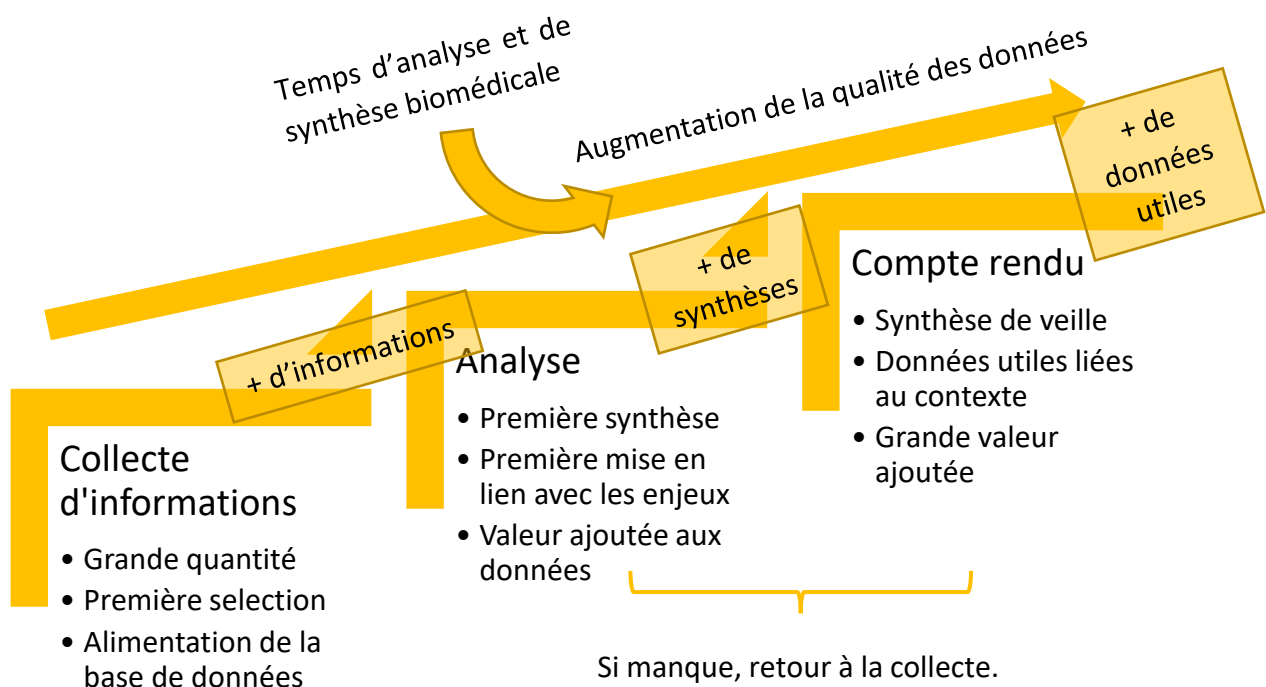 Temps d'analyse et de
synthèse biomédicale
Augmentation de la qualité des données
+ d'informations
+ de
synthèses
+ de
données
utiles
Collecte
d'informations
• Grande quantité
• Première selection
• Alimentation de la
base de données
Analyse
• Première synthèse
• Première mise en
lien avec les enjeux
• Valeur ajoutée aux
données
Compte rendu
• Synthèse de veille
• Données utiles liées
au contexte
• Grande valeur
ajoutée
Si manque, retour à la collecte.